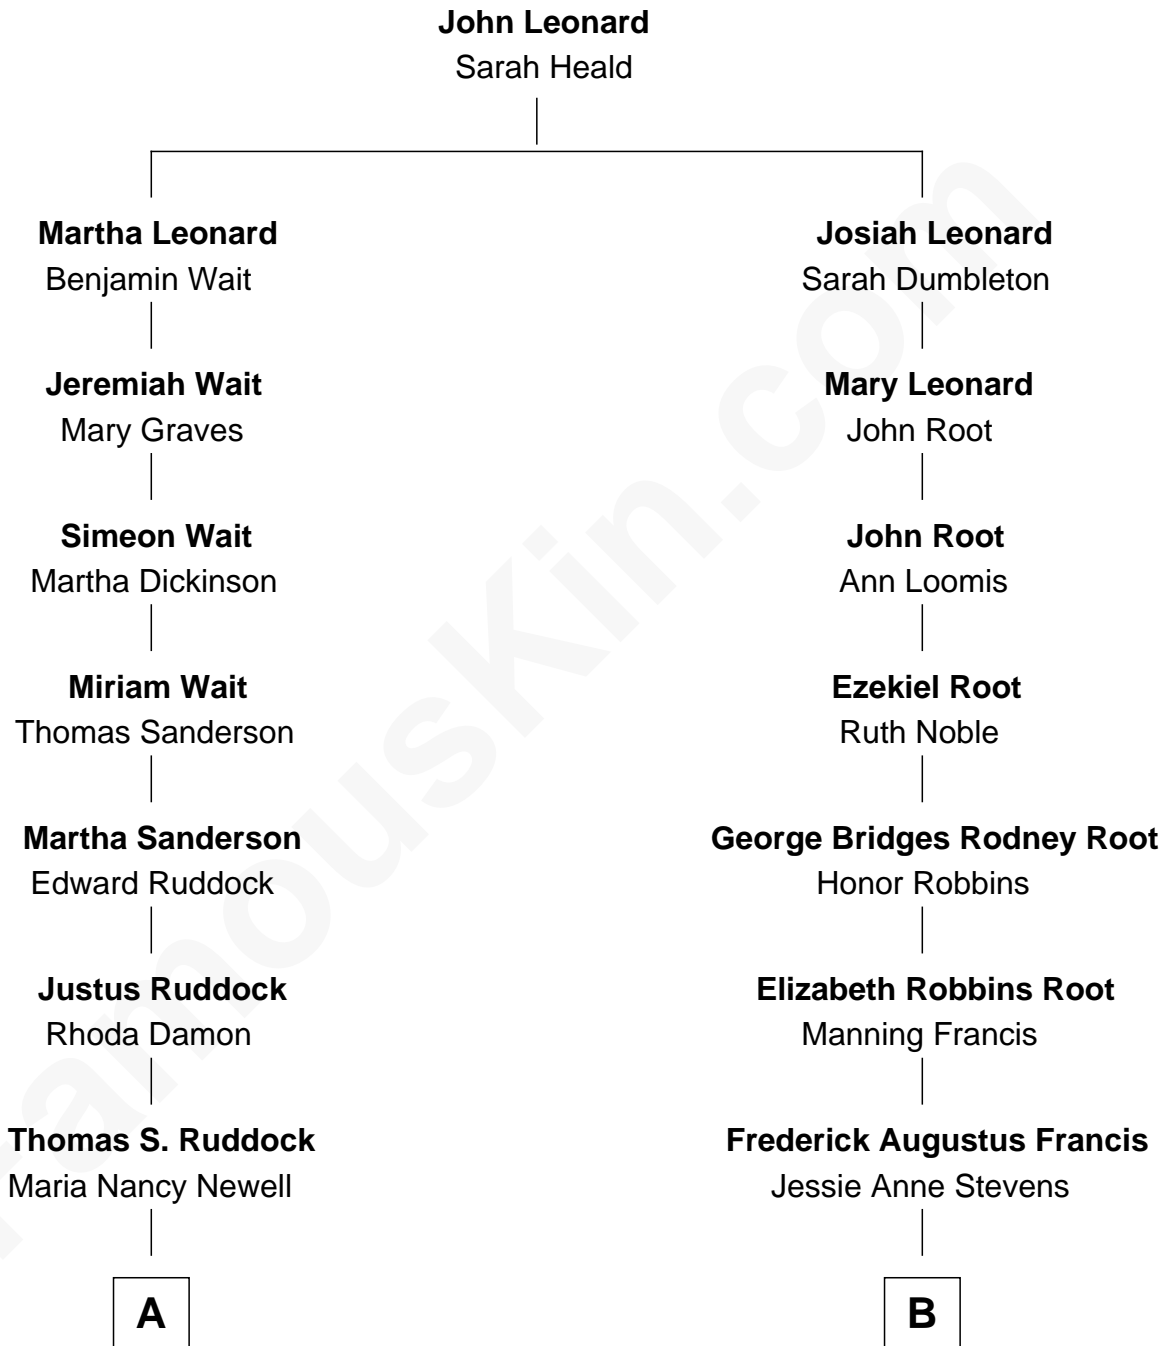 John Leonard
Sarah Heald
Martha Leonard
Benjamin Wait
Jeremiah Wait
Mary Graves
Simeon Wait
Martha Dickinson
Miriam Wait
Thomas Sanderson
Martha Sanderson
Edward Ruddock
Justus Ruddock
Rhoda Damon
Thomas S. Ruddock
Maria Nancy Newell
A
Josiah Leonard
Sarah Dumbleton
Mary Leonard
John Root
John Root
Ann Loomis
Ezekiel Root
Ruth Noble
George Bridges Rodney Root
Honor Robbins
Elizabeth Robbins Root
Manning Francis
Frederick Augustus Francis
Jessie Anne Stevens
B
FamousKin.com